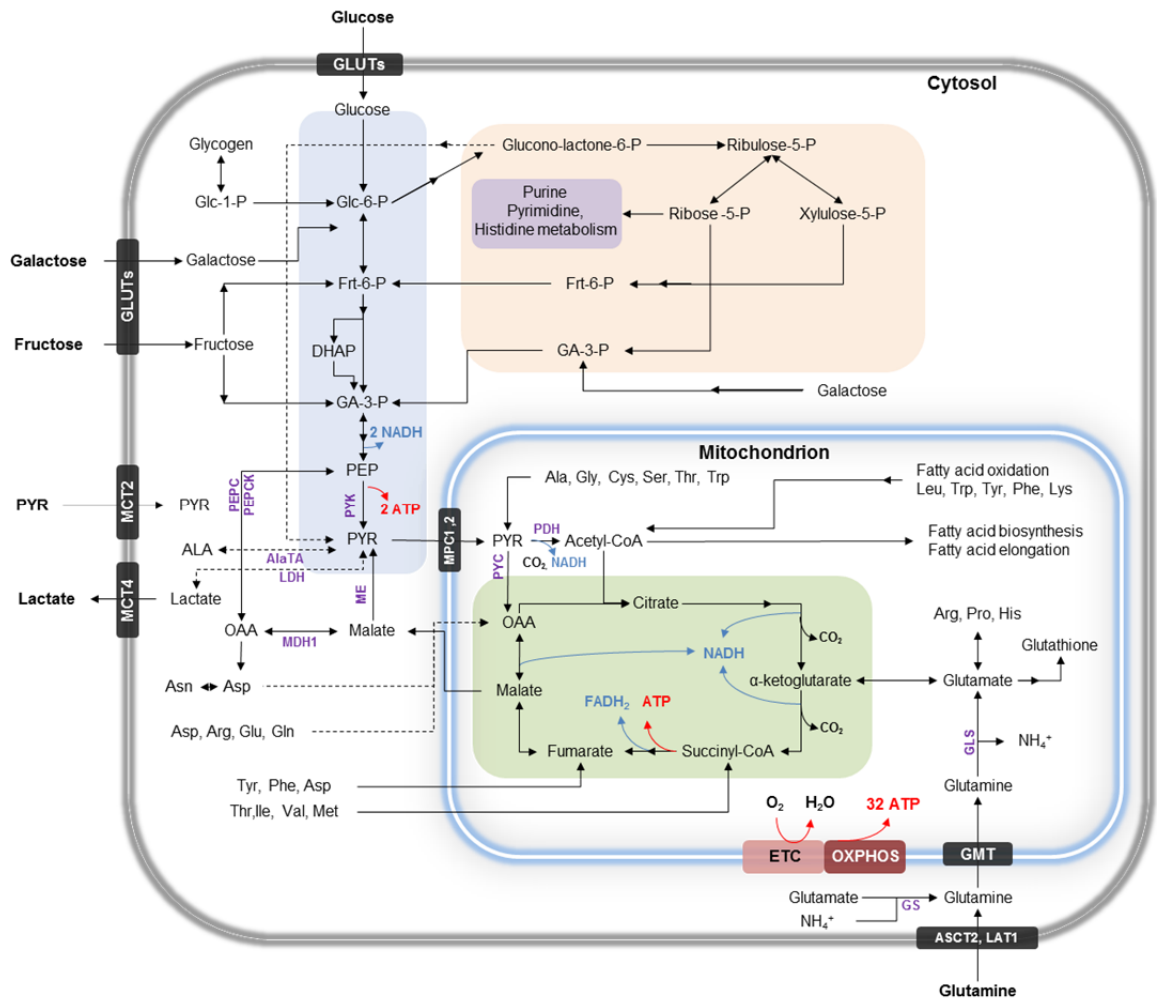 Glucose
GLUTs
Cytosol
Glucose
Glycogen
Glucono-lactone-6-P
Ribulose-5-P
Purine
Pyrimidine,
Histidine metabolism
Glc-1-P
Glc-6-P
Ribose -5-P
Xylulose-5-P
Galactose
GLUTs
Galactose
Frt-6-P
Frt-6-P
Fructose
Fructose
DHAP
GA-3-P
Galactose
GA-3-P
2 NADH
Mitochondrion
PEP
Ala, Gly, Cys, Ser, Thr, Trp
Fatty acid oxidation
Leu, Trp, Tyr, Phe, Lys
PEPC
PEPCK
PYK
2 ATP
PYR
MCT2
PYR
MPC1 ,2
PDH
Fatty acid biosynthesis
Fatty acid elongation
ALA
PYR
PYR
Acetyl-CoA
AlaTA
LDH
PYC
CO2,
NADH
Lactate
MCT4
Lactate
ME
Citrate
OAA
Arg, Pro, His
OAA
MDH1
Malate
CO2
Glutathione
NADH
Asn
Asp
Malate
α-ketoglutarate
Glutamate
FADH2
ATP
Asp, Arg, Glu, Gln
CO2
GLS
NH4+
Fumarate
Succinyl-CoA
Tyr, Phe, Asp
Glutamine
Thr,Ile, Val, Met
O2
H2O
32 ATP
ETC
OXPHOS
GMT
Glutamate
GS
Glutamine
NH4+
ASCT2, LAT1
Glutamine